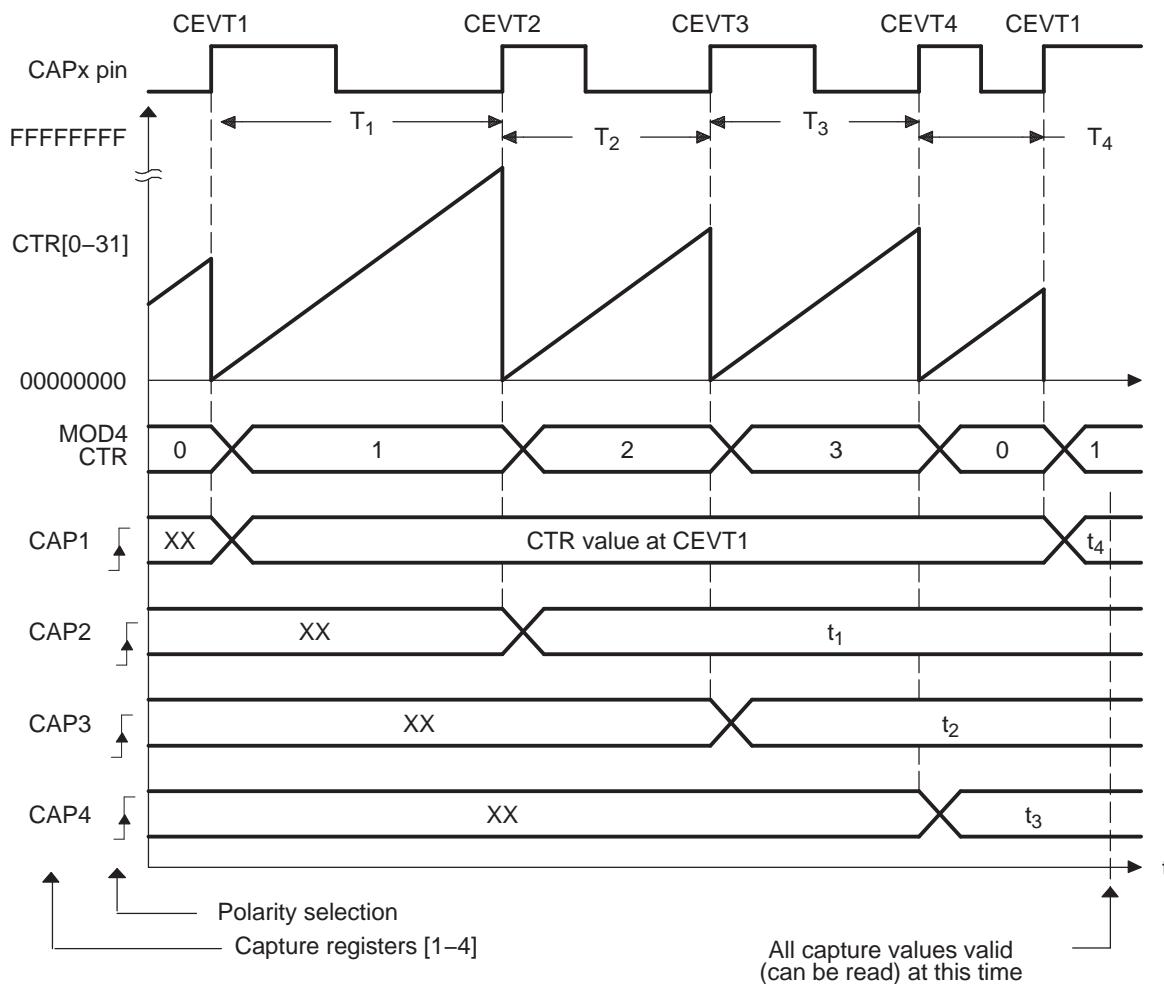 CEVT1 CEVT2 CEVT3 CEVT4 CEVT1
CAPx pin
T1 T2 T3 T4
FFFFFFFF
CTR[0−31]
00000000
MOD4
CTR
0 1 2 3 0 1
CAP1 XX CTR value at CEVT1 t4
CAP2 XX t1
CAP3 XX t2
CAP4 XX t3
t
Polarity selection
Capture registers [1−4]
All capture values valid
(can be read) at this time